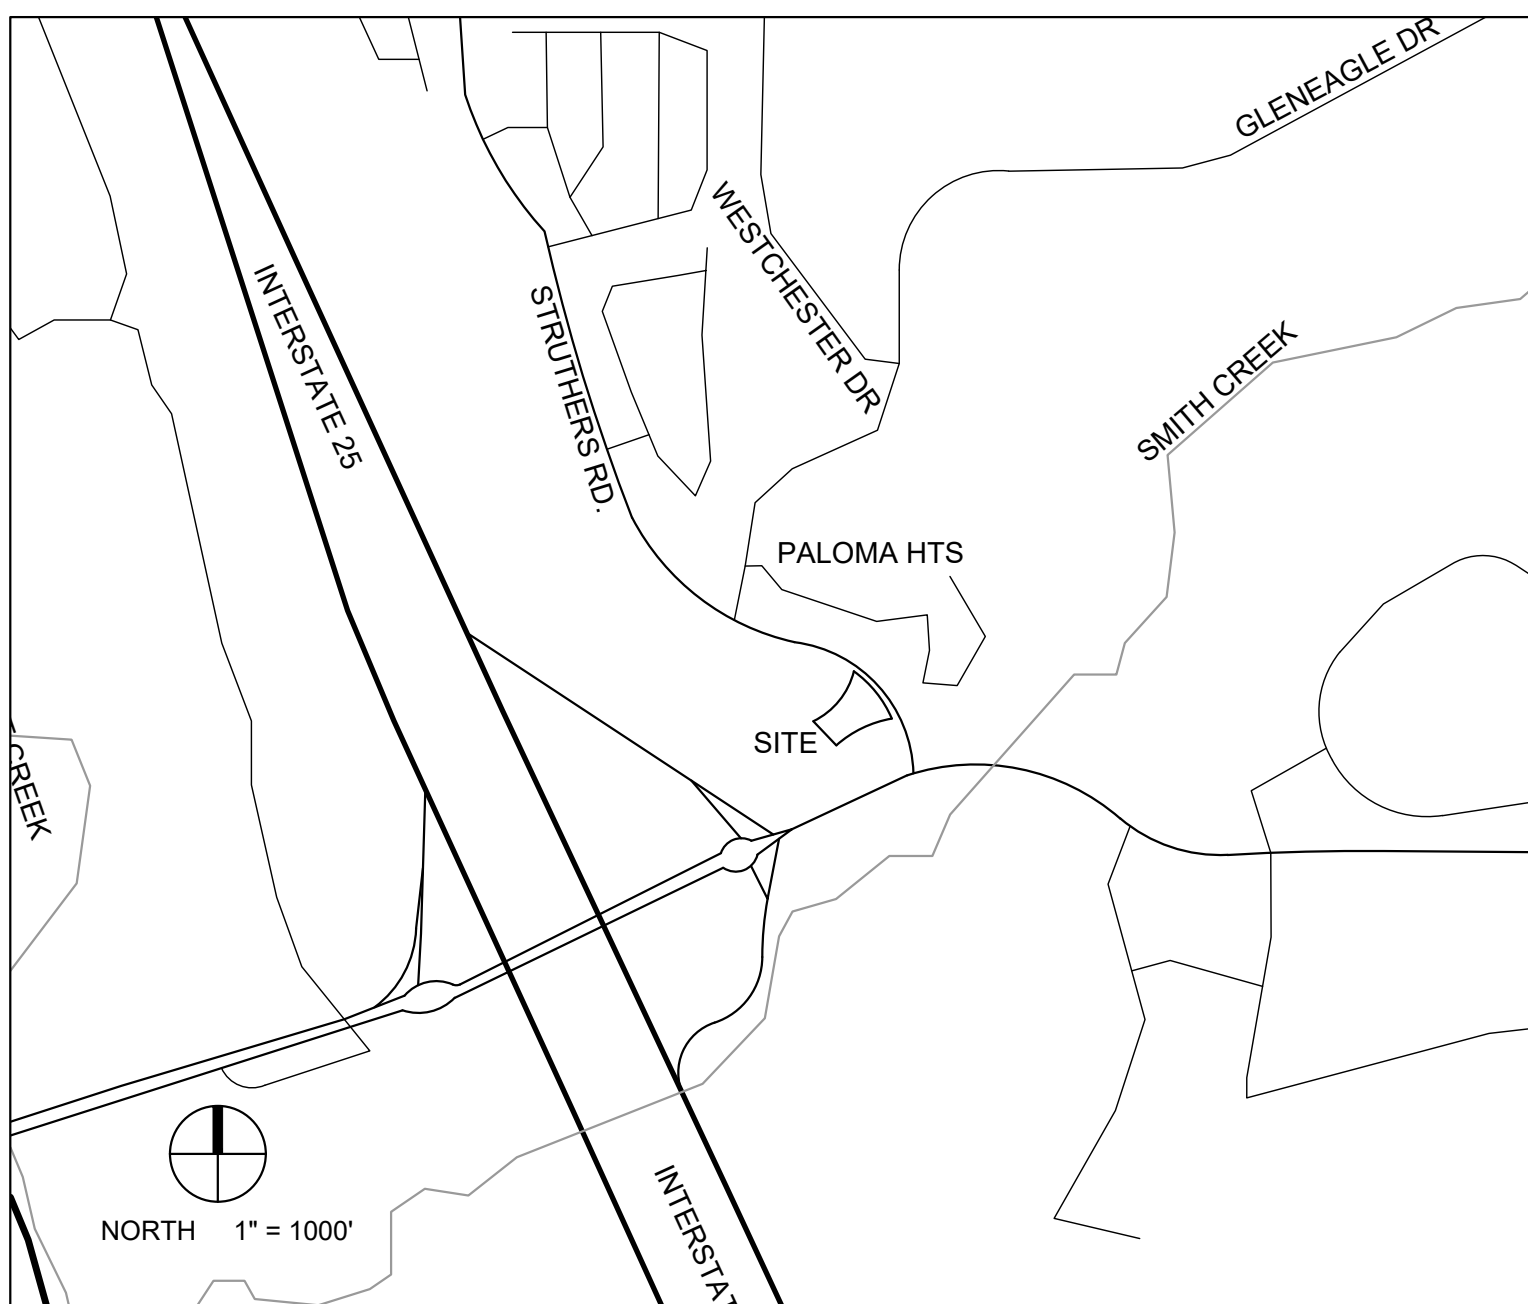 GLENEAGLE DR
WESTCHESTER DR
INTERSTATE 25
STRUTHERS RD.
SMITH CREEK
PALOMA HTS
SITE
CREEK
NORTH 1" = 1000'
INTERSTAT